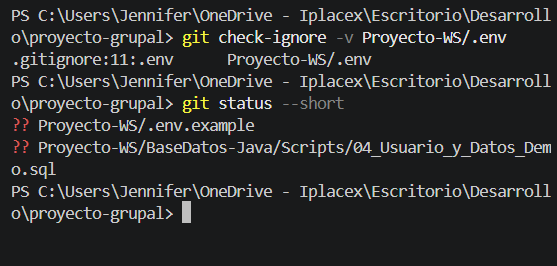 PS C:\Users\Jennifer\OneDrive - Iplacex\Escritorio\Desarroll
o\proyecto-grupal> git check-ignore -v Proyecto-WS/.env
.gitignore:11:.env      Proyecto-WS/.env
PS C:\Users\Jennifer\OneDrive - Iplacex\Escritorio\Desarroll
o\proyecto-grupal> git status --short
?? Proyecto-WS/.env.example
?? Proyecto-WS/BaseDatos-Java/Scripts/04_Usuario_y_Datos_Dem
o.sql
PS C:\Users\Jennifer\OneDrive - Iplacex\Escritorio\Desarroll
o\proyecto-grupal>